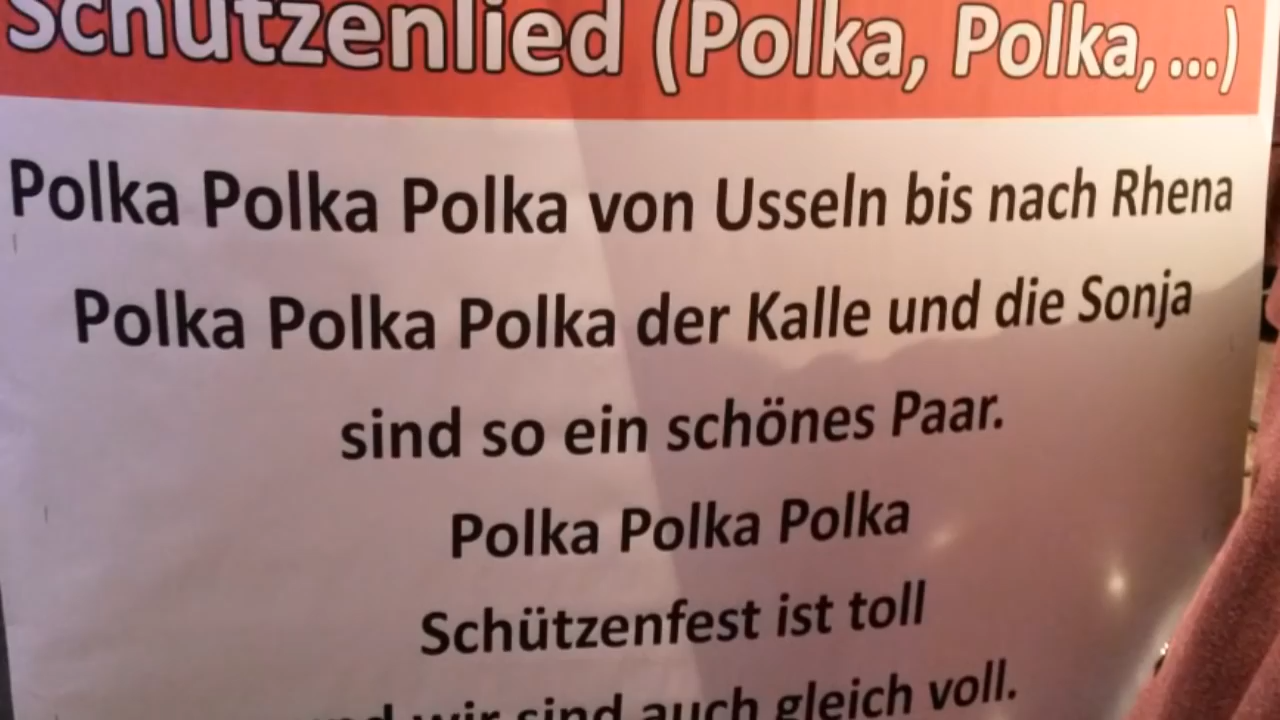 Schützenlied (Polka, Polka, ...)
Polka Polka Polka von Usseln bis nach Rhena
Polka Polka Polka der Kalle und die Sonja
sind so ein schönes Paar.
Polka Polka Polka
Schützenfest ist toll
und wir sind auch gleich voll.